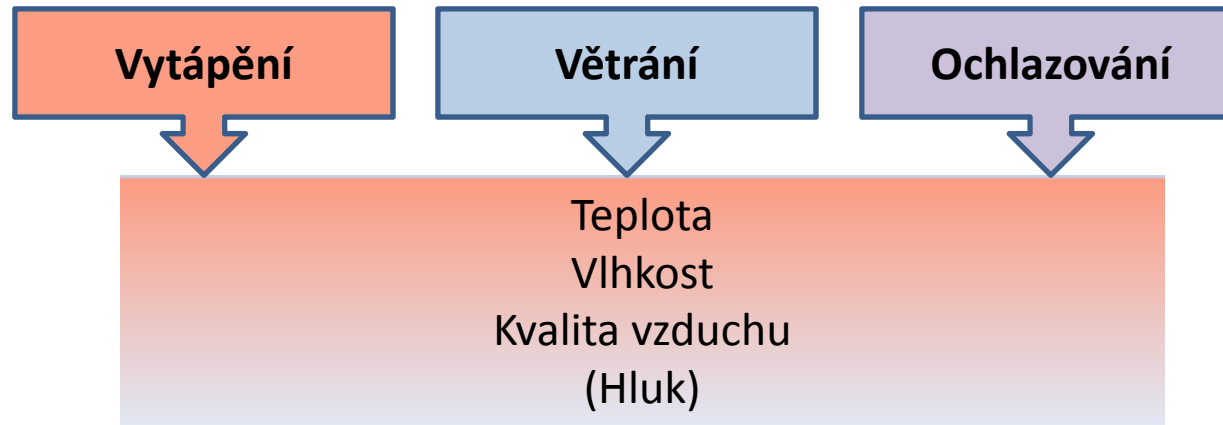 Vytápění
Větrání
Ochlazování
Teplota
Vlhkost
Kvalita vzduchu
(Hluk)